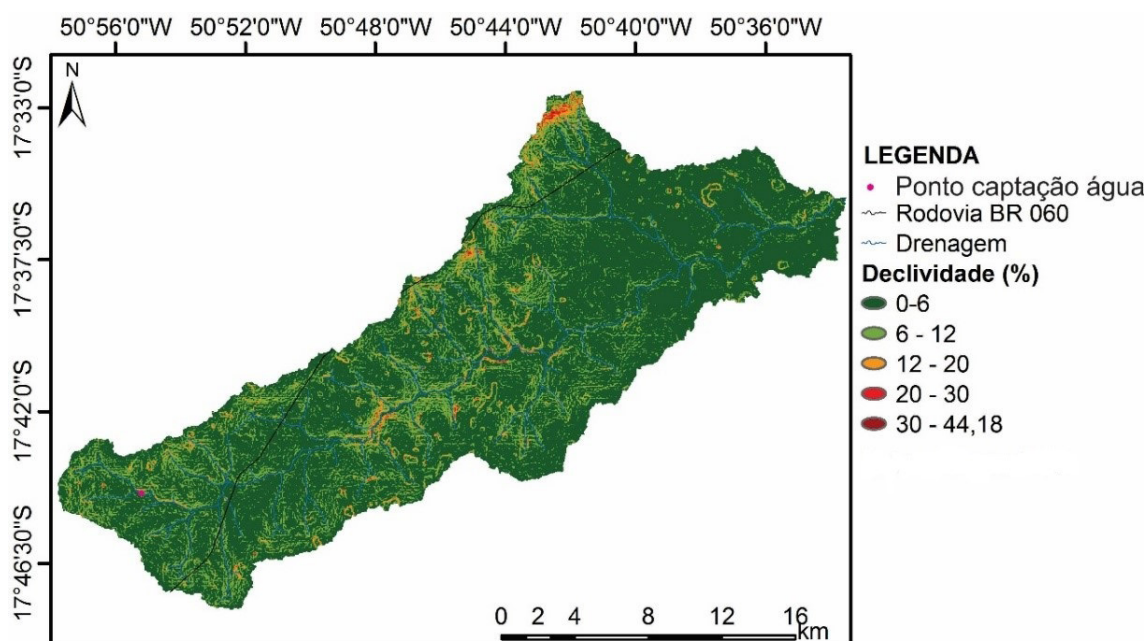 50°56'0"W 50°52'0"W 50°48'0"W 50°44'0"W 50°40'0"W 50°36'0"W
N
17°33'0"S
17°37'30"S
17°42'0"S
17°46'30"S
LEGENDA
Ponto captação água
Rodovia BR 060
Drenagem
Declividade (%)
0-6
6 - 12
12 - 20
20 - 30
30 - 44,18
0 2 4 8 12 16
km